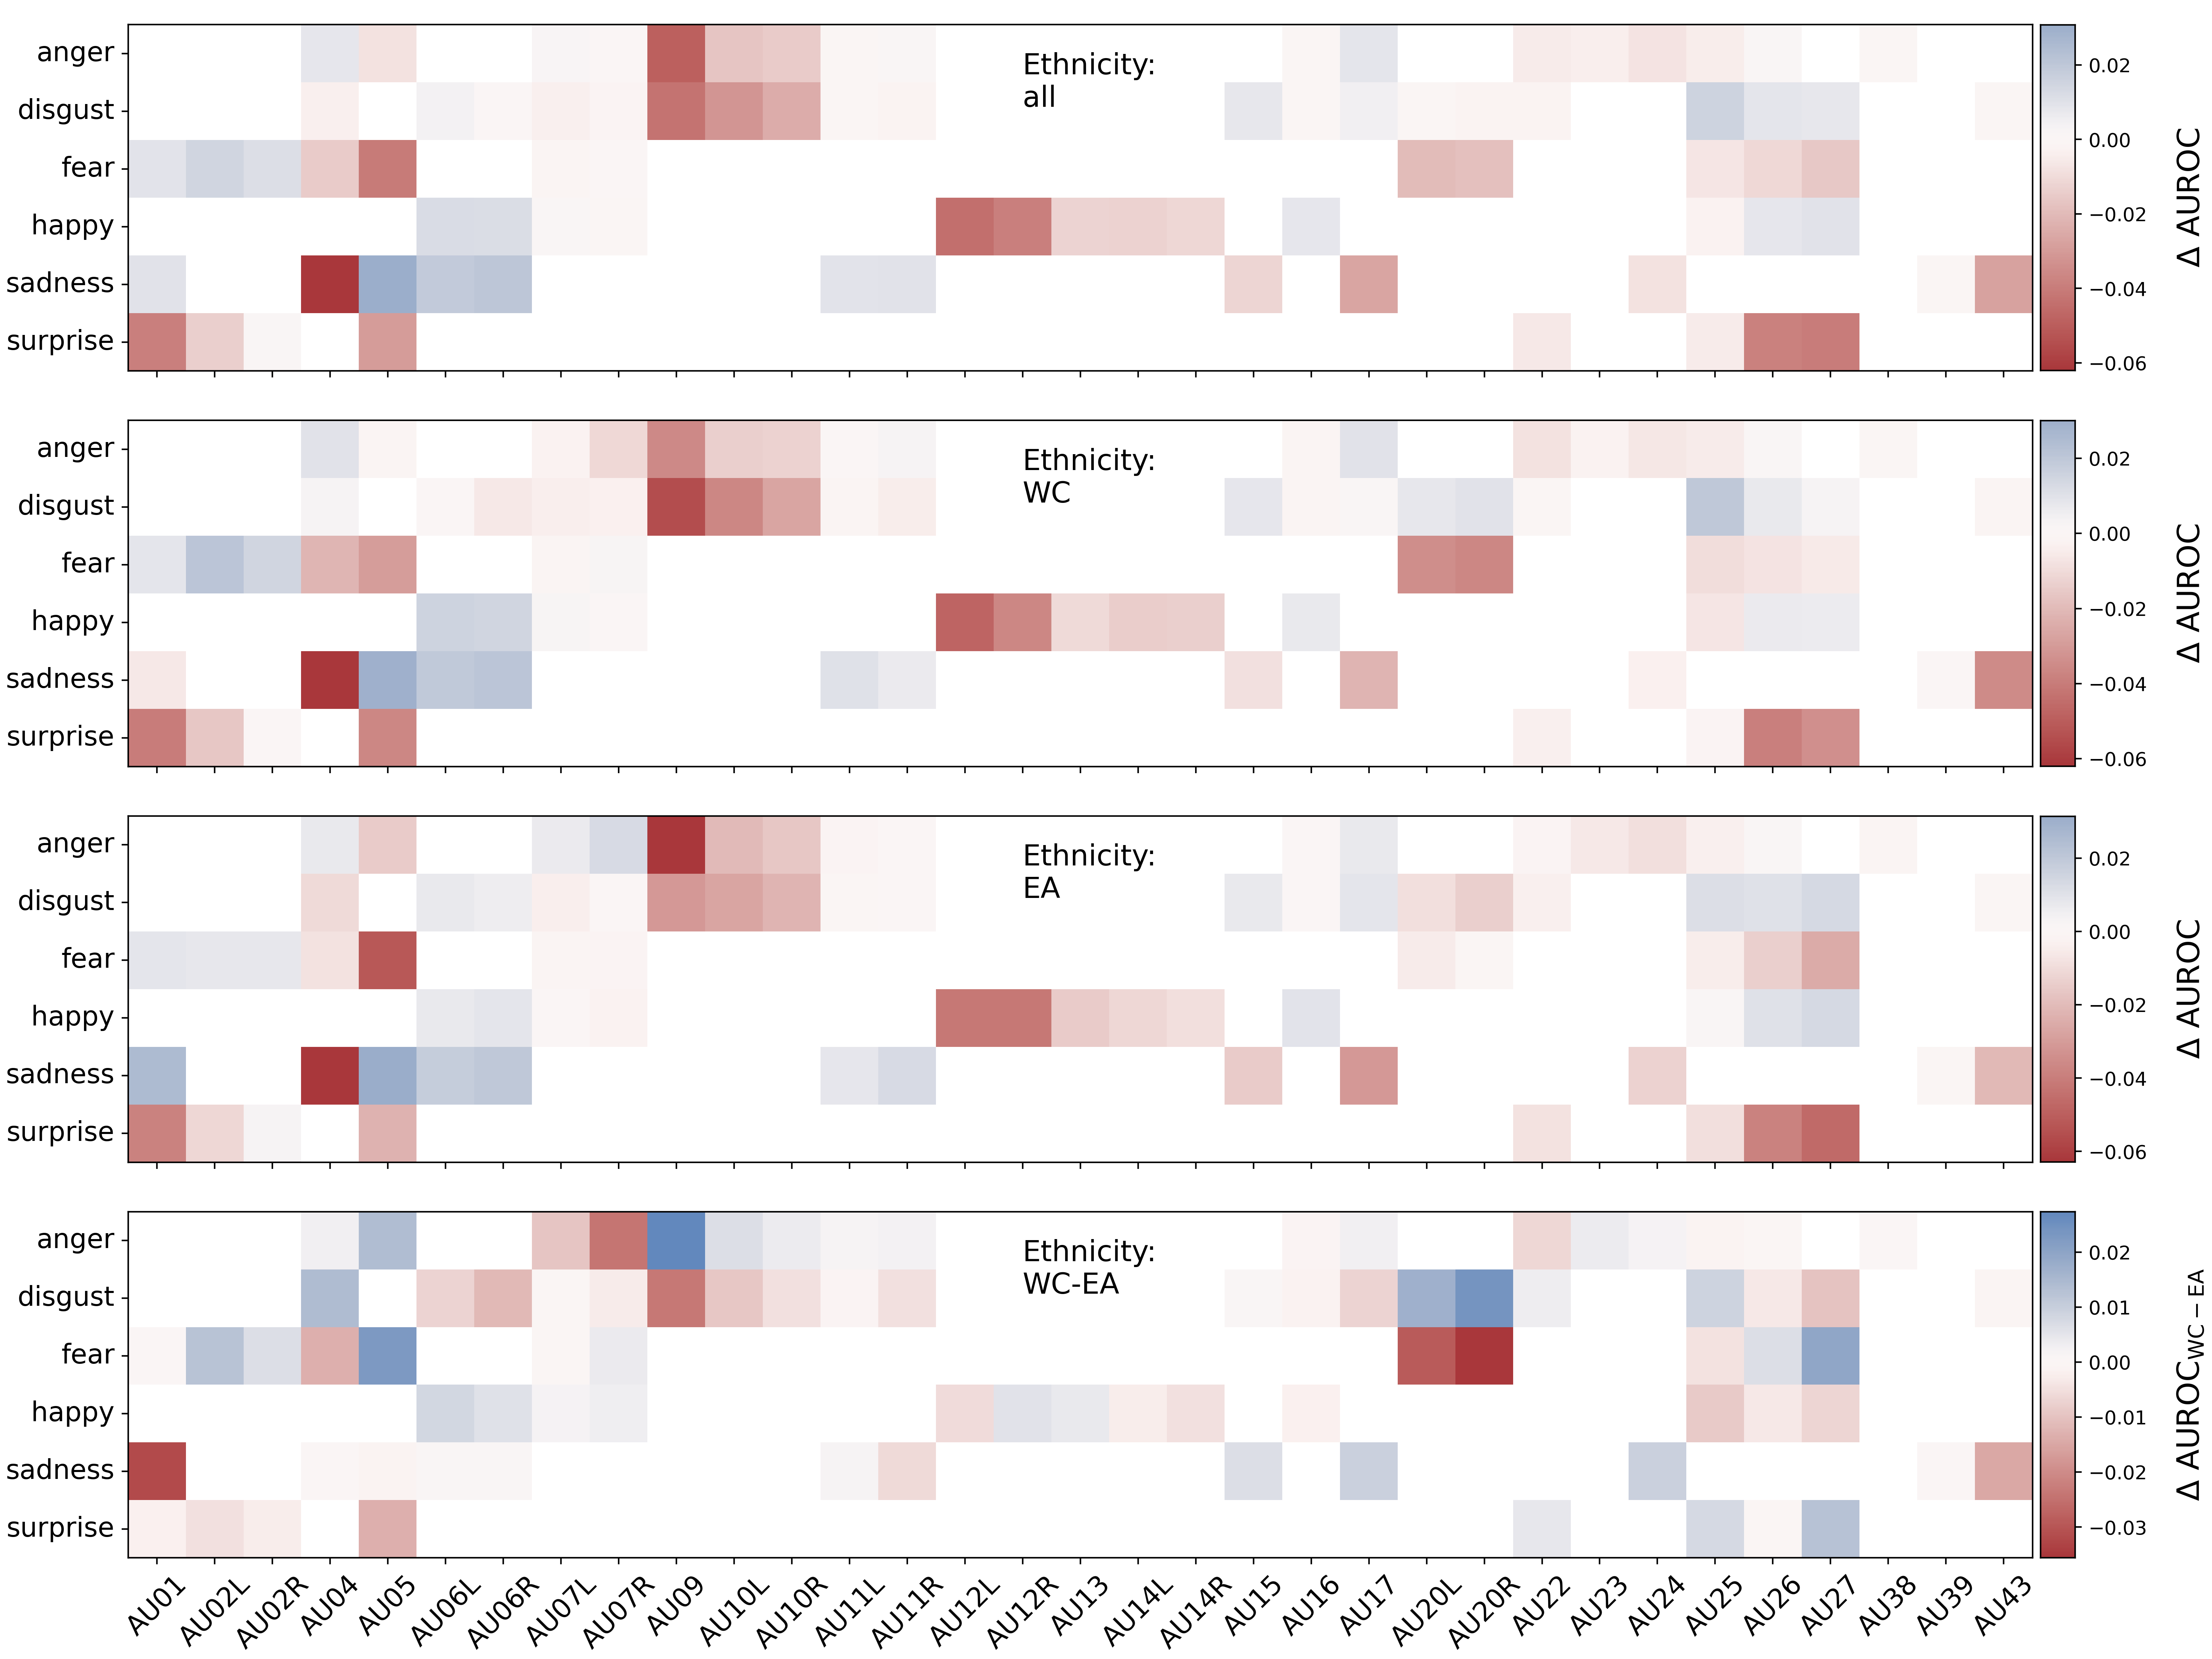 anger
disgust
fear
happy
sadness
surprise
Ethnicity:
all
0.02
0.00
−0.02
−0.04
−0.06
Δ AUROC
anger
disgust
fear
happy
sadness
surprise
Ethnicity:
WC
0.02
0.00
−0.02
−0.04
−0.06
Δ AUROC
anger
disgust
fear
happy
sadness
surprise
Ethnicity:
EA
0.02
0.00
−0.02
−0.04
−0.06
Δ AUROC
anger
disgust
fear
happy
sadness
surprise
Ethnicity:
WC-EA
0.02
0.01
0.00
−0.01
−0.02
−0.03
Δ AUROC WC − EA
AU01 AU02L AU02R AU04 AU05 AU06L AU06R AU07L AU07R AU09 AU10L AU10R AU11L AU11R AU12L AU12R AU13 AU14L AU14R AU15 AU16 AU17 AU20L AU20R AU22 AU23 AU24 AU25 AU26 AU27 AU38 AU39 AU43